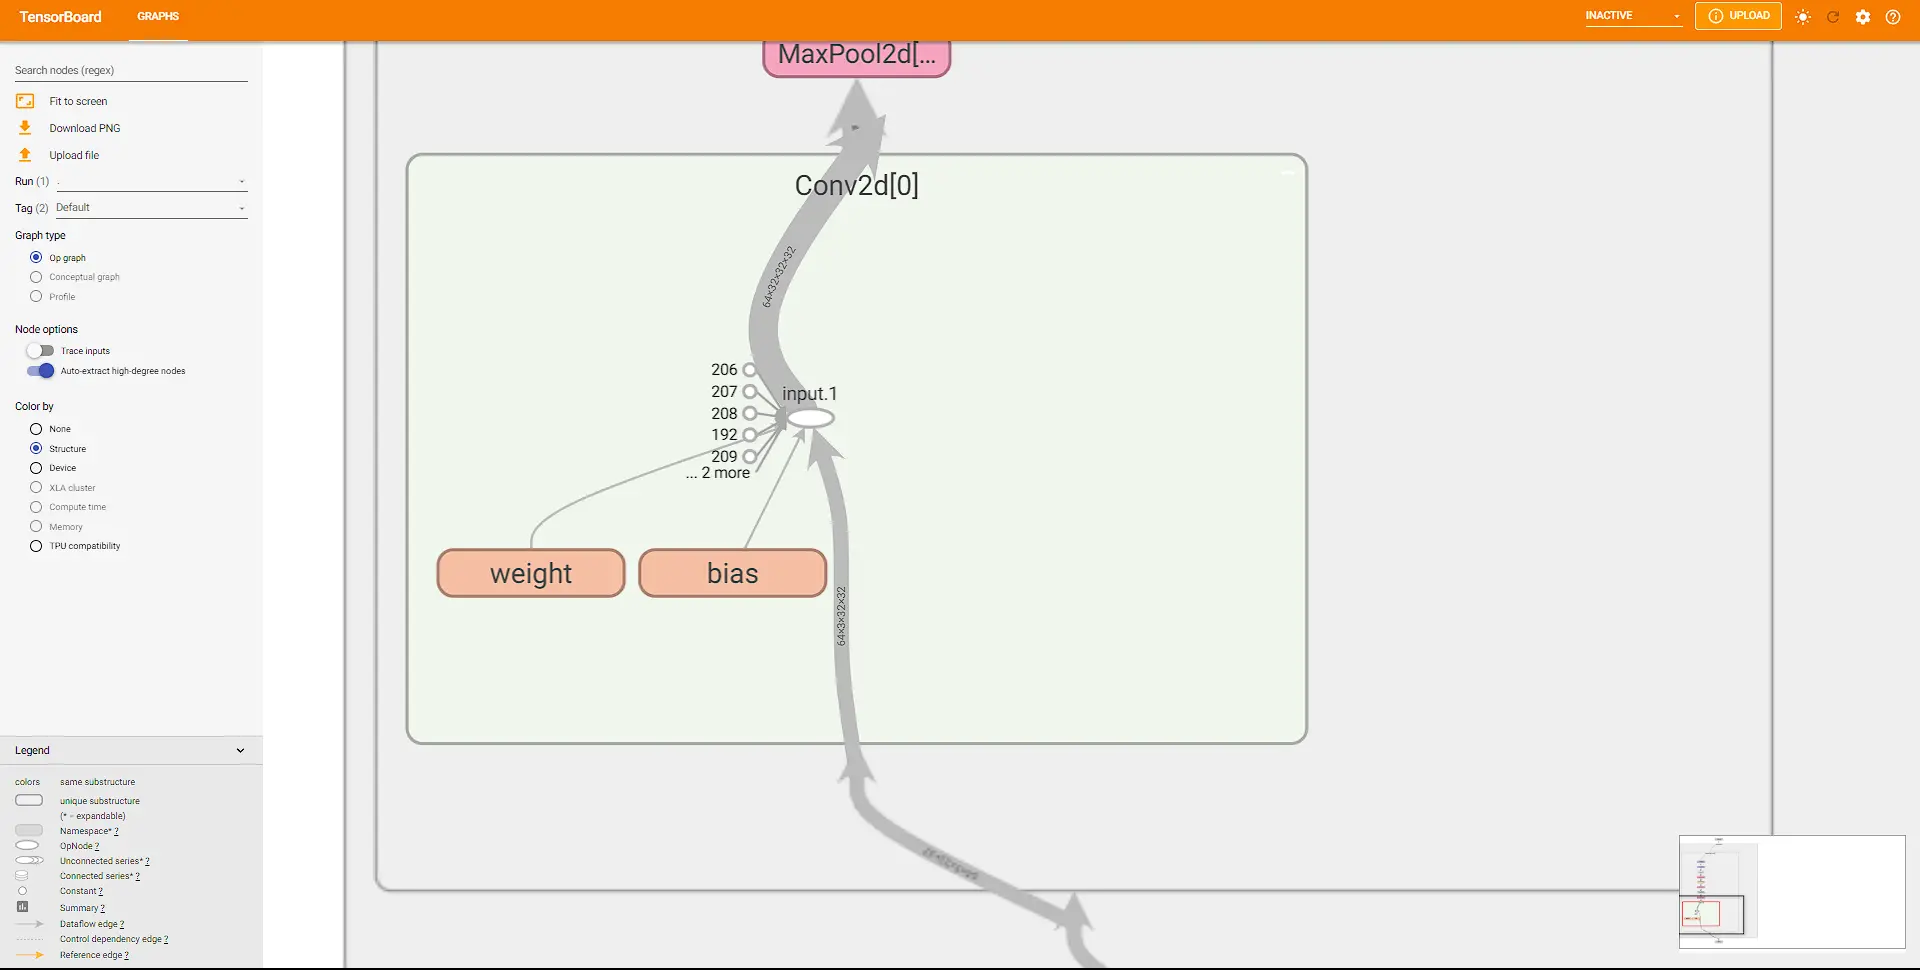 TensorBoard
GRAPHS
INACTIVE
UPLOAD
Search nodes (regex)
Fit to screen
Download PNG
Upload file
Run (1) .
Tag (2) Default
Graph type
Op graph
Conceptual graph
Profile
Node options
Trace inputs
Auto-extract high-degree nodes
Color by
None
Structure
Device
XLA cluster
Compute time
Memory
TPU compatibility
Legend
colors same substructure
unique substructure
(* = expandable)
Namespace* ?
OpNode ?
Unconnected series* ?
Connected series* ?
Constant ?
Summary ?
Dataflow edge ?
Control dependency edge ?
Reference edge ?
MaxPool2d[...
Conv2d[0]
64×32×32×32
206
207
input.1
208
192
209
... 2 more
weight
bias
64×3×32×32